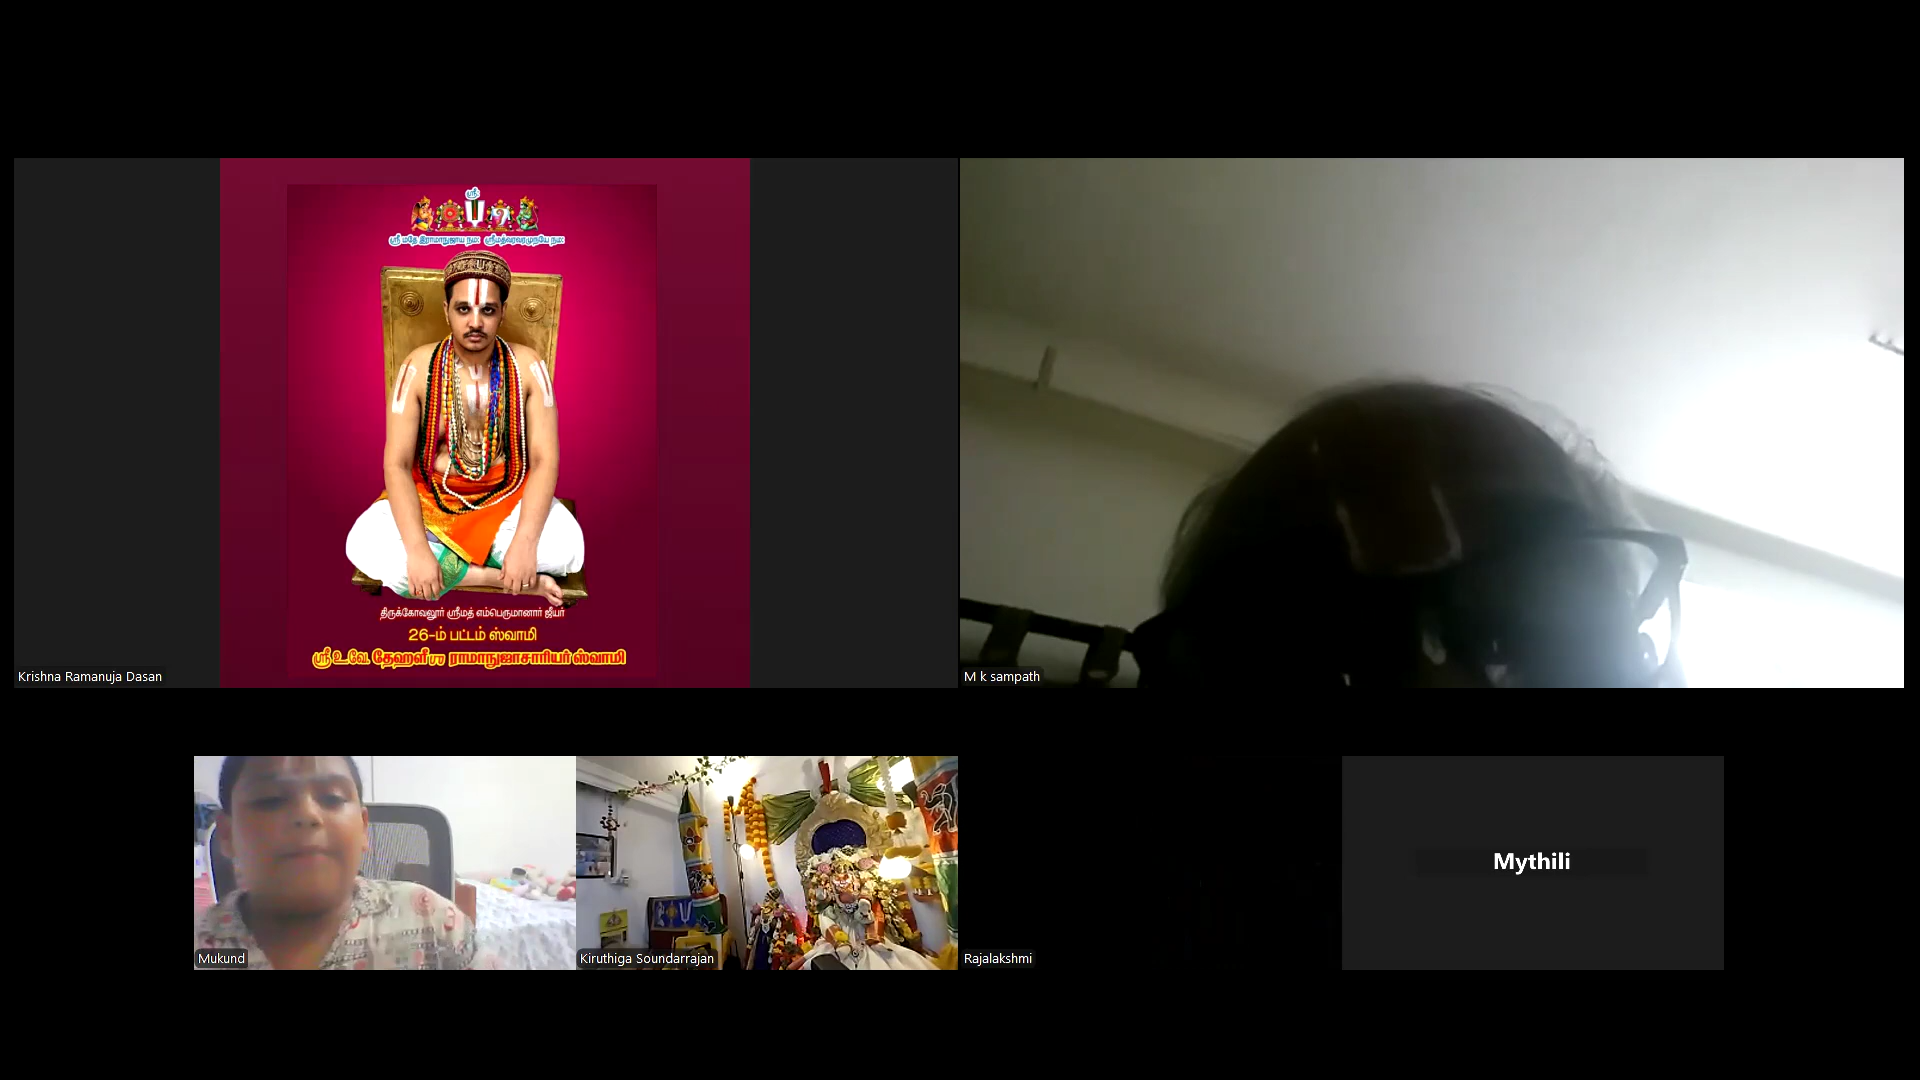 ஸ்ரீ:
ஸ்ரீ மதே இராமாநுஜாய நம: ஸ்ரீமத்வரவரமுநயே நம:
திருக்கோவலூர் ஸ்ரீமத் எம்பெருமானார் ஜீயர்
26-ம் பட்டம் ஸ்வாமி
ஸ்ரீ உ.வே. தேஹளீஶ ராமாநுஜாசாரியர் ஸ்வாமி
Krishna Ramanuja Dasan
M k sampath
Mukund
Kiruthiga Soundarrajan
Rajalakshmi
Mythili